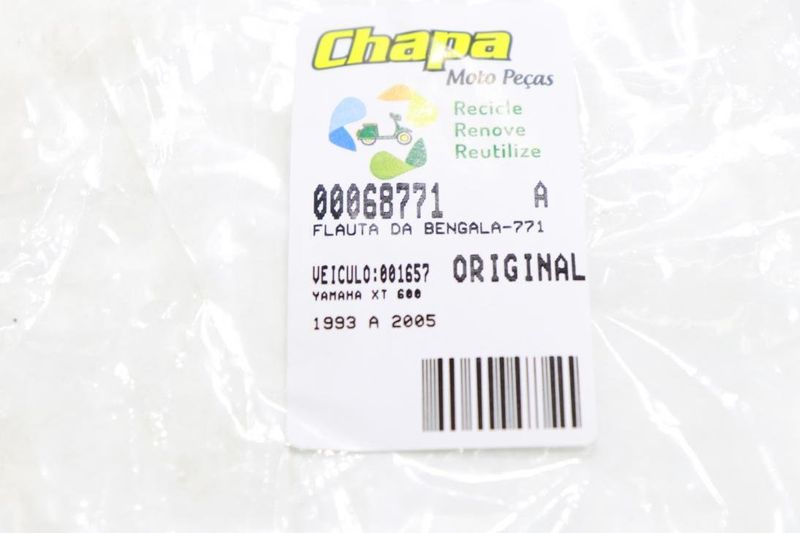 Chapa
Moto Peças
Recicle
Renove
Reutilize
00068771 A
FLAUTA DA BENGALA-771
VEICULO:001657 ORIGINAL
YAMAHA XT 600
1993 A 2005